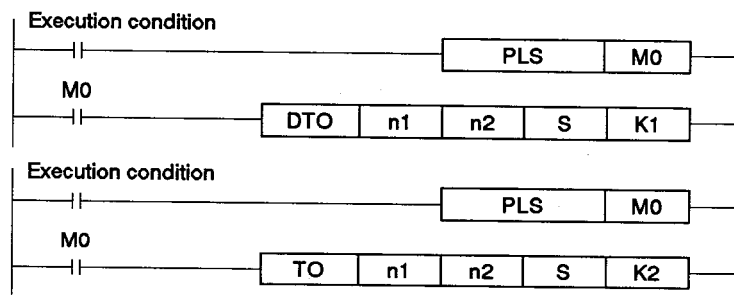 Execution condition
PLS M0
M0
DTO n1 n2 S K1
Execution condition
PLS M0
M0
TO n1 n2 S K2